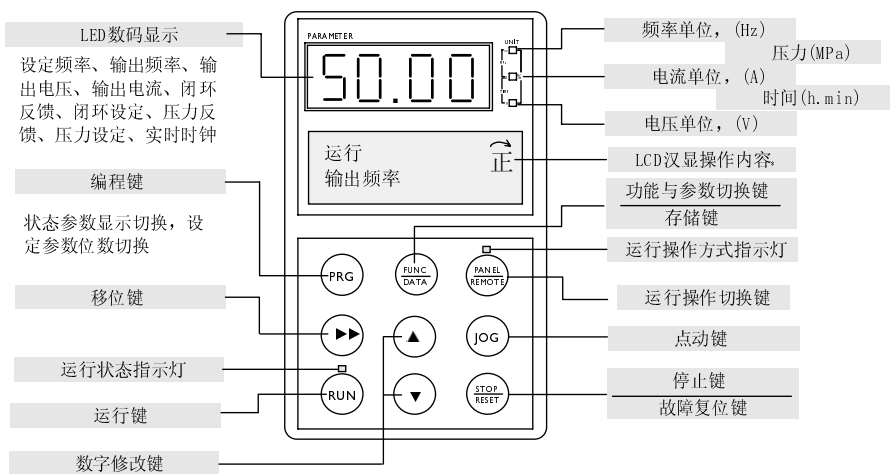 LED数码显示
设定频率、输出频率、输
出电压、输出电流、闭环
反馈、闭环设定、压力反
馈、压力设定、实时时钟
编程键
状态参数显示切换，设
定参数位数切换
移位键
运行状态指示灯
运行键
数字修改键
PARAMETER
UNIT
50.00
运行
正
输出频率
PRG
FUNC
DATA
PANEL
REMOTE
JOG
RUN
STOP
RESET
频率单位，(Hz)
压力(MPa)
电流单位，(A)
时间(h.min)
电压单位，(V)
LCD汉显操作内容。
功能与参数切换键
存储键
运行操作方式指示灯
运行操作切换键
点动键
停止键
故障复位键